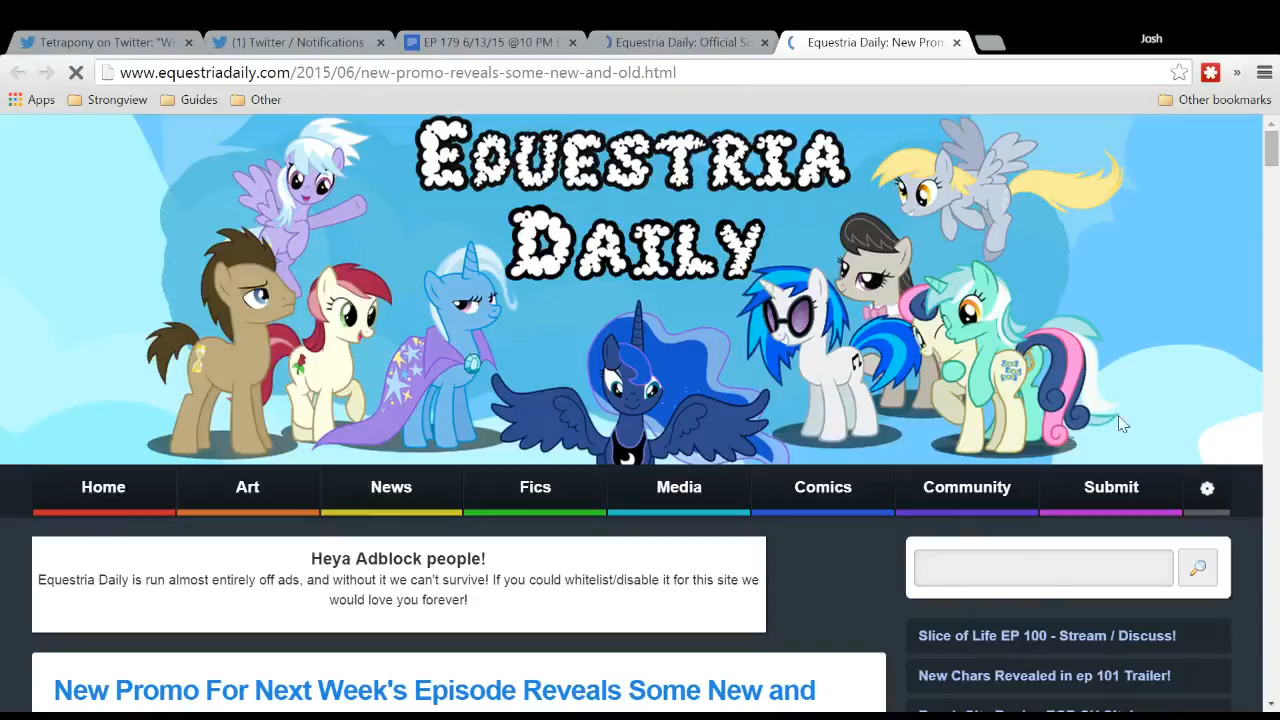 Tetrapony on Twitter: "Wi
(1) Twitter / Notifications
EP 179 6/13/15 @10 PM E
Equestria Daily: Official So
Equestria Daily: New Prom
Josh
www.equestriadaily.com/2015/06/new-promo-reveals-some-new-and-old.html
Apps
Strongview
Guides
Other
Other bookmarks
EQUESTRIA
DAILY
Home
Art
News
Fics
Media
Comics
Community
Submit
Heya Adblock people!
Equestria Daily is run almost entirely off ads, and without it we can't survive! If you could whitelist/disable it for this site we
would love you forever!
Slice of Life EP 100 - Stream / Discuss!
New Chars Revealed in ep 101 Trailer!
New Promo For Next Week's Episode Reveals Some New and